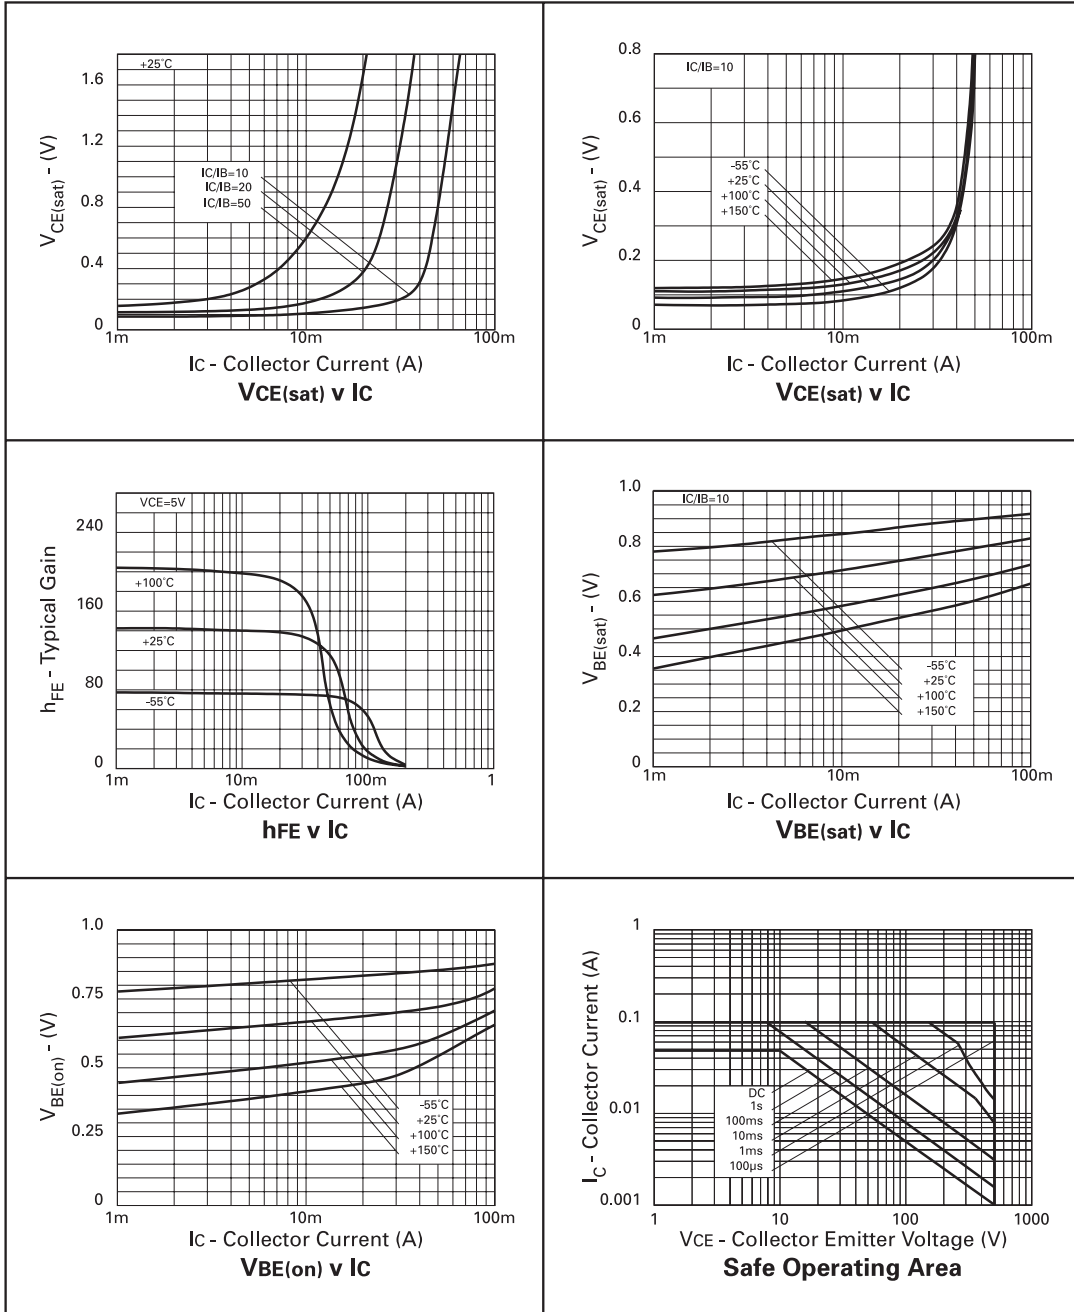 +25°C
1.6
1.2
0.8
0.4
0
VCE(sat) - (V)
IC/IB=10
IC/IB=20
IC/IB=50
1m
10m
100m
IC - Collector Current (A)
VCE(sat) v IC
IC/IB=10
0.8
0.6
0.4
0.2
0
VCE(sat) - (V)
-55°C
+25°C
+100°C
+150°C
1m
10m
100m
IC - Collector Current (A)
VCE(sat) v IC
VCE=5V
240
160
80
0
hFE - Typical Gain
+100°C
+25°C
-55°C
1m
10m
100m
1
IC - Collector Current (A)
hFE v IC
IC/IB=10
1.0
0.8
0.6
0.4
0.2
0
VBE(sat) - (V)
-55°C
+25°C
+100°C
+150°C
1m
10m
100m
IC - Collector Current (A)
VBE(sat) v IC
1.0
0.75
0.5
0.25
0
VBE(on) - (V)
-55°C
+25°C
+100°C
+150°C
1m
10m
100m
IC - Collector Current (A)
VBE(on) v IC
1
0.1
0.01
0.001
IC - Collector Current (A)
DC
1s
100ms
10ms
1ms
100µs
1
10
100
1000
VCE - Collector Emitter Voltage (V)
Safe Operating Area